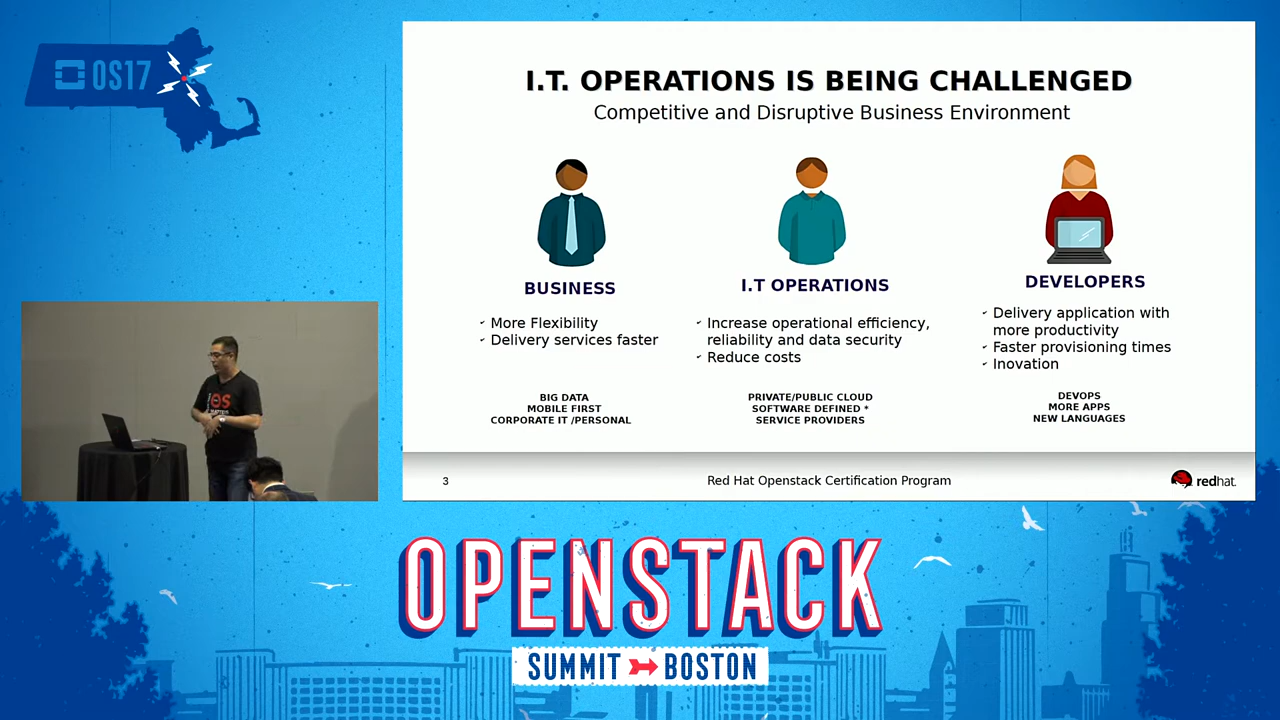 OS17
I.T. OPERATIONS IS BEING CHALLENGED
Competitive and Disruptive Business Environment
BUSINESS
More Flexibility
Delivery services faster
BIG DATA
MOBILE FIRST
CORPORATE IT /PERSONAL
I.T OPERATIONS
Increase operational efficiency,
reliability and data security
Reduce costs
PRIVATE/PUBLIC CLOUD
SOFTWARE DEFINED *
SERVICE PROVIDERS
DEVELOPERS
Delivery application with
more productivity
Faster provisioning times
Inovation
DEVOPS
MORE APPS
NEW LANGUAGES
3
Red Hat Openstack Certification Program
redhat.
OS
OPENSTACK
SUMMIT BOSTON